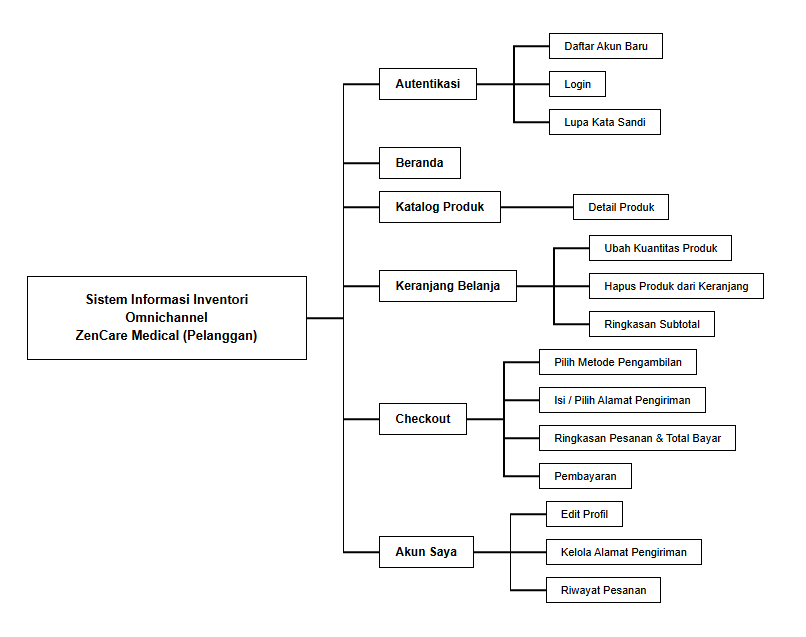 Sistem Informasi Inventori
Omnichannel
ZenCare Medical (Pelanggan)
Autentikasi
Daftar Akun Baru
Login
Lupa Kata Sandi
Beranda
Katalog Produk
Detail Produk
Keranjang Belanja
Ubah Kuantitas Produk
Hapus Produk dari Keranjang
Ringkasan Subtotal
Checkout
Pilih Metode Pengambilan
Isi / Pilih Alamat Pengiriman
Ringkasan Pesanan & Total Bayar
Pembayaran
Akun Saya
Edit Profil
Kelola Alamat Pengiriman
Riwayat Pesanan